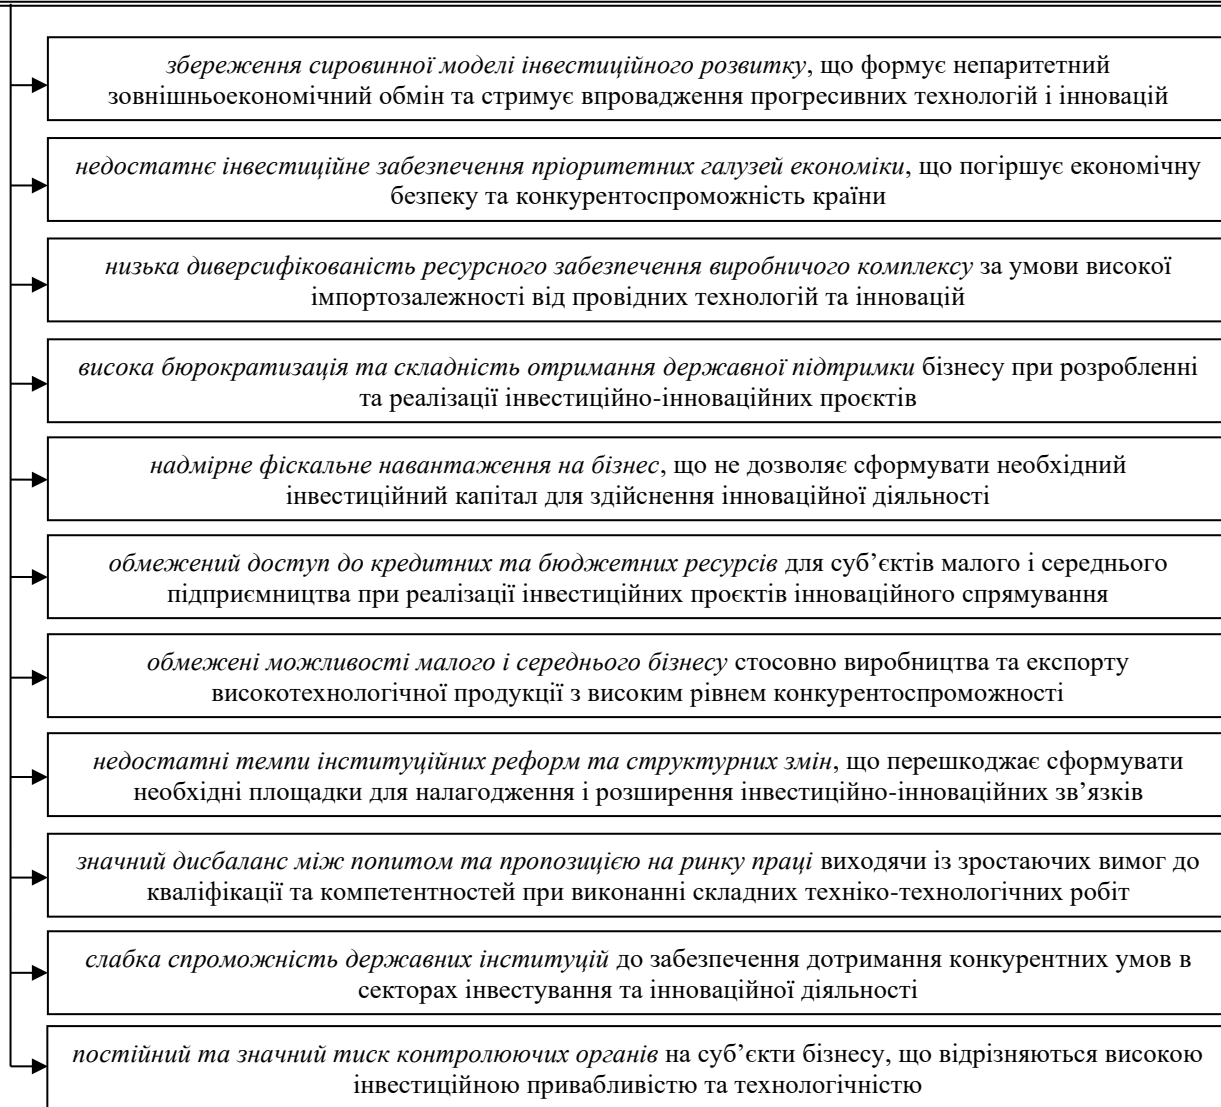 збереження сировинної моделі інвестиційного розвитку, що формує непаритетний
зовнішньоекономічний обмін та стримує впровадження прогресивних технологій і інновацій
недостатнє інвестиційне забезпечення пріоритетних галузей економіки, що погіршує економічну
безпеку та конкурентоспроможність країни
низька диверсифікованість ресурсного забезпечення виробничого комплексу за умови високої
імпортозалежності від провідних технологій та інновацій
висока бюрократизація та складність отримання державної підтримки бізнесу при розробленні
та реалізації інвестиційно-інноваційних проєктів
надмірне фіскальне навантаження на бізнес, що не дозволяє сформувати необхідний
інвестиційний капітал для здійснення інноваційної діяльності
обмежений доступ до кредитних та бюджетних ресурсів для суб’єктів малого і середнього
підприємництва при реалізації інвестиційних проєктів інноваційного спрямування
обмежені можливості малого і середнього бізнесу стосовно виробництва та експорту
високотехнологічної продукції з високим рівнем конкурентоспроможності
недостатні темпи інституційних реформ та структурних змін, що перешкоджає сформувати
необхідні площадки для налагодження і розширення інвестиційно-інноваційних зв’язків
значний дисбаланс між попитом та пропозицією на ринку праці виходячи із зростаючих вимог до
кваліфікації та компетентностей при виконанні складних техніко-технологічних робіт
слабка спроможність державних інституцій до забезпечення дотримання конкурентних умов в
секторах інвестування та інноваційної діяльності
постійний та значний тиск контролюючих органів на суб’єкти бізнесу, що відрізняються високою
інвестиційною привабливістю та технологічністю